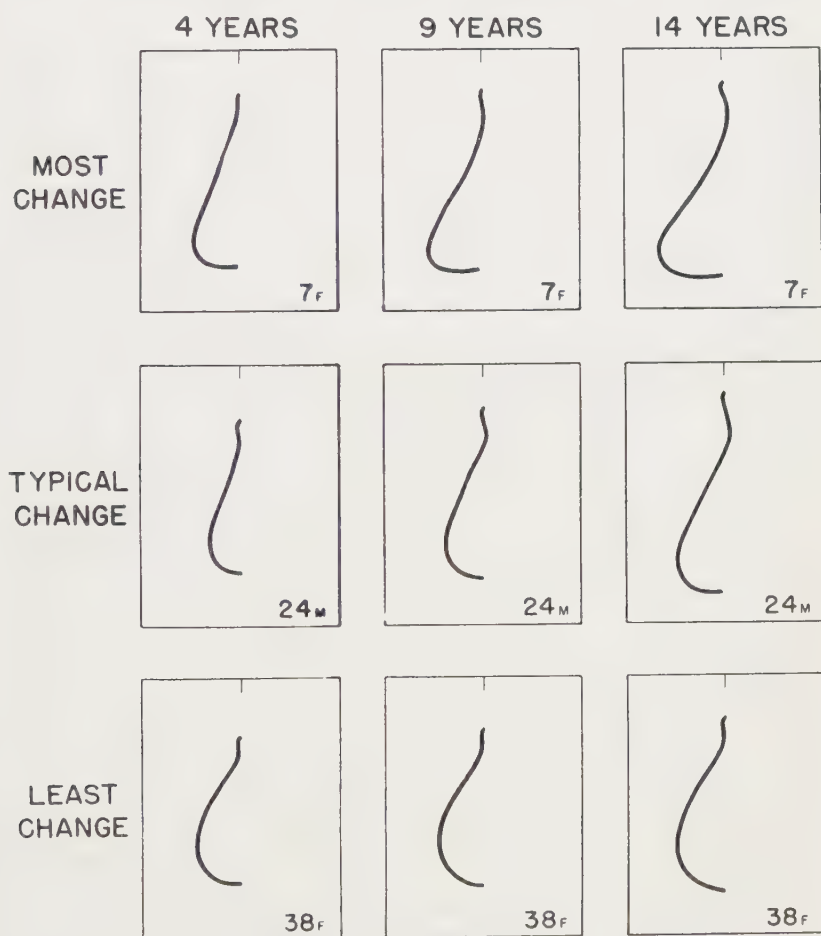 4 YEARS 9 YEARS 14 YEARS
MOST
CHANGE
7F 7F 7F
TYPICAL
CHANGE
24M 24M 24M
LEAST
CHANGE
38F 38F 38F